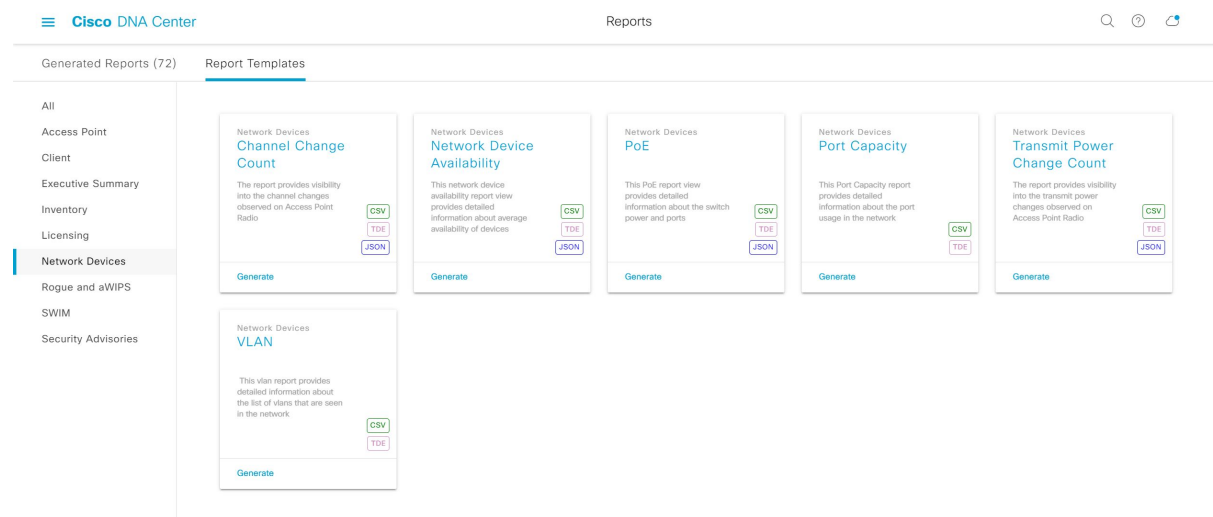 Cisco DNA Center
Reports
Generated Reports (72)
Report Templates
All
Access Point
Client
Executive Summary
Inventory
Licensing
Network Devices
Rogue and aWIPS
SWIM
Security Advisories
Network Devices
Channel Change
Count
The report provides visibility
into the channel changes
observed on Access Point
Radio
CSV
TDE
JSON
Generate
Network Devices
Network Device
Availability
This network device
availability report view
provides detailed
information about average
availability of devices
CSV
TDE
JSON
Generate
Network Devices
PoE
This PoE report view
provides detailed
information about the switch
power and ports
CSV
TDE
JSON
Generate
Network Devices
Port Capacity
This Port Capacity report
provides detailed
information about the port
usage in the network
CSV
TDE
Generate
Network Devices
Transmit Power
Change Count
The report provides visibility
into the transmit power
changes observed on
Access Point Radio
CSV
TDE
JSON
Generate
Network Devices
VLAN
This vlan report provides
detailed information about
the list of vlans that are seen
in the network
CSV
TDE
Generate